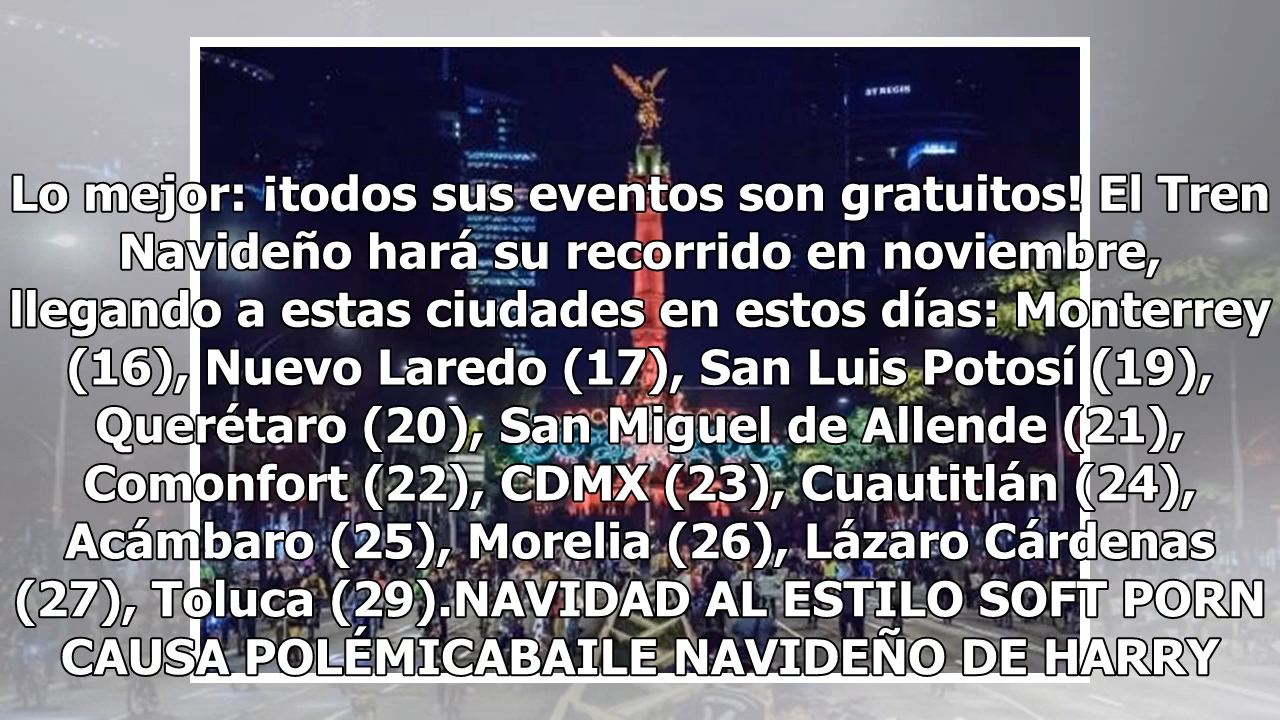 ST REGIS
Lo mejor: ¡todos sus eventos son gratuitos! El Tren
Navideño hará su recorrido en noviembre,
llegando a estas ciudades en estos días: Monterrey
(16), Nuevo Laredo (17), San Luis Potosí (19),
Querétaro (20), San Miguel de Allende (21),
Comonfort (22), CDMX (23), Cuautitlán (24),
Acámbaro (25), Morelia (26), Lázaro Cárdenas
(27), Toluca (29).NAVIDAD AL ESTILO SOFT PORN
CAUSA POLÉMICABAILE NAVIDEÑO DE HARRY